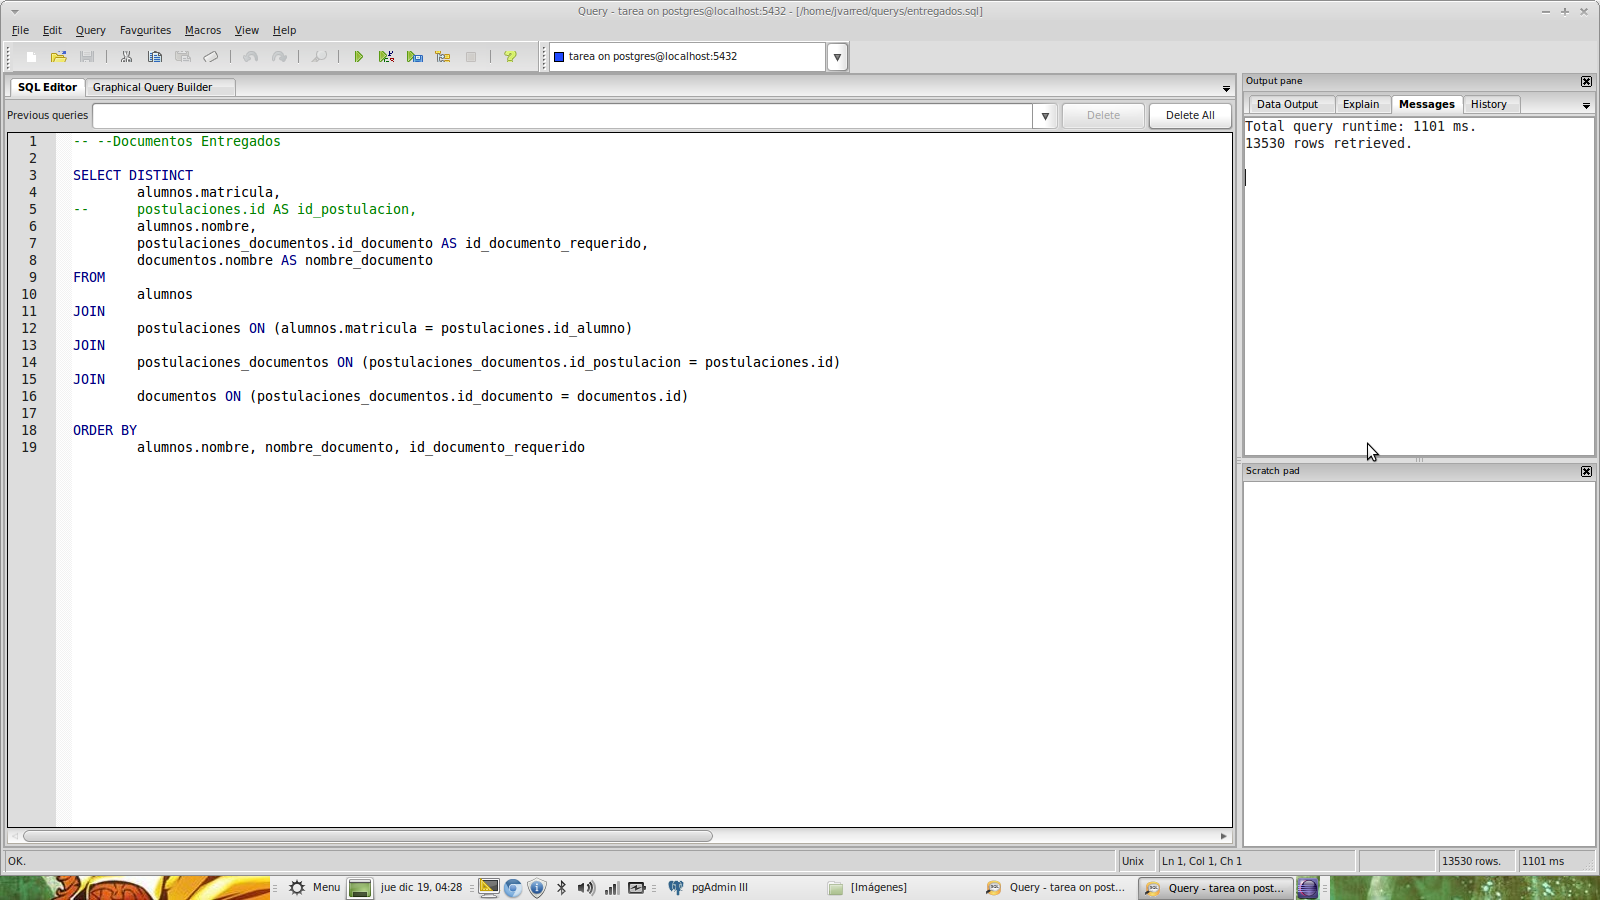 Query - tarea on postgres@localhost:5432 - [/home/jvarred/querys/entregados.sql]
File Edit Query Favourites Macros View Help
tarea on postgres@localhost:5432
SQL Editor Graphical Query Builder
Previous queries Delete Delete All
1 -- --Documentos Entregados
2
3 SELECT DISTINCT
4 alumnos.matricula,
5 -- postulaciones.id AS id_postulacion,
6 alumnos.nombre,
7 postulaciones_documentos.id_documento AS id_documento_requerido,
8 documentos.nombre AS nombre_documento
9 FROM
10 alumnos
11 JOIN
12 postulaciones ON (alumnos.matricula = postulaciones.id_alumno)
13 JOIN
14 postulaciones_documentos ON (postulaciones_documentos.id_postulacion = postulaciones.id)
15 JOIN
16 documentos ON (postulaciones_documentos.id_documento = documentos.id)
17
18 ORDER BY
19 alumnos.nombre, nombre_documento, id_documento_requerido
Output pane
Data Output Explain Messages History
Total query runtime: 1101 ms.
13530 rows retrieved.
Scratch pad
OK. Unix Ln 1, Col 1, Ch 1 13530 rows. 1101 ms
Menu jue dic 19, 04:28 pgAdmin III [Imágenes] Query - tarea on post... Query - tarea on post...